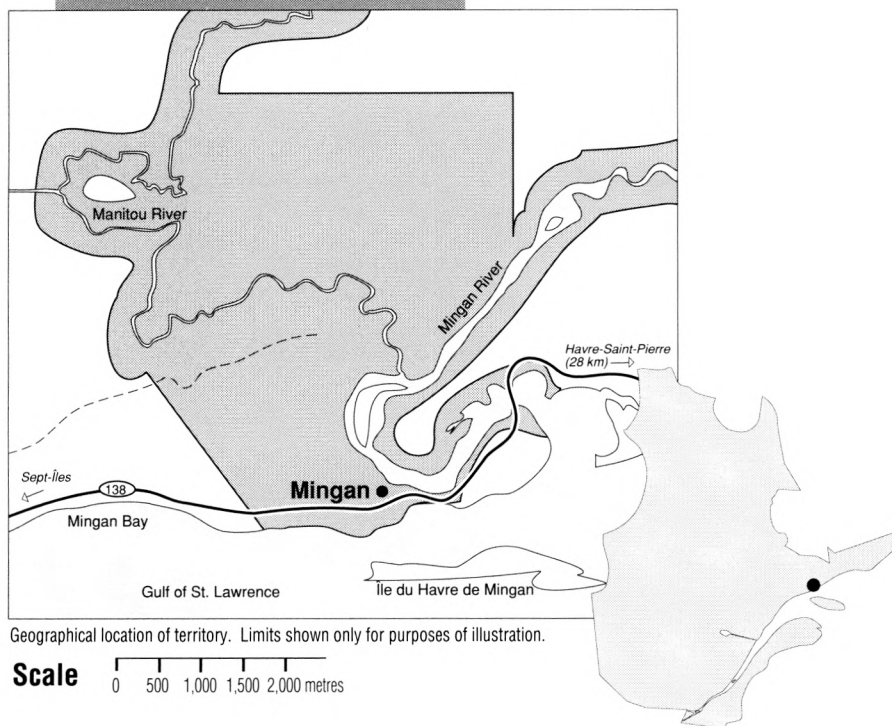 Manitou River
Mingan River
Havre-Saint-Pierre
(28 km)
Sept-Îles
138
Mingan
Mingan Bay
Gulf of St. Lawrence
Île du Havre de Mingan
Geographical location of territory. Limits shown only for purposes of illustration.
Scale
0 500 1,000 1,500 2,000 metres